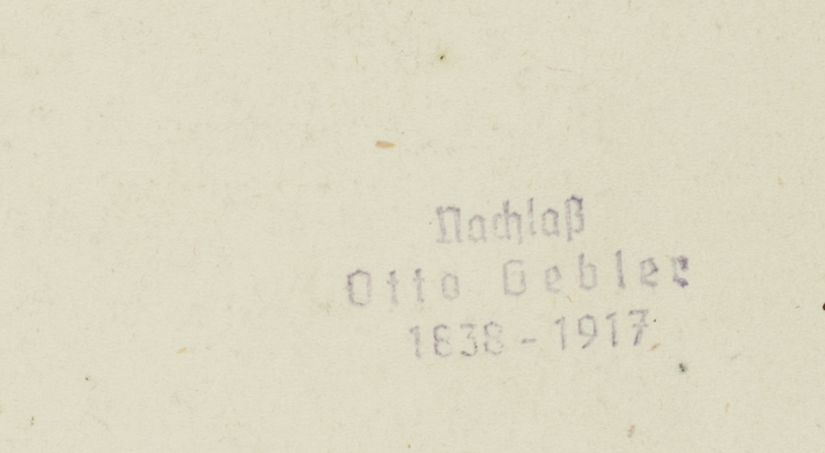 Nachlaß
Otto Gebler
1838 - 1917